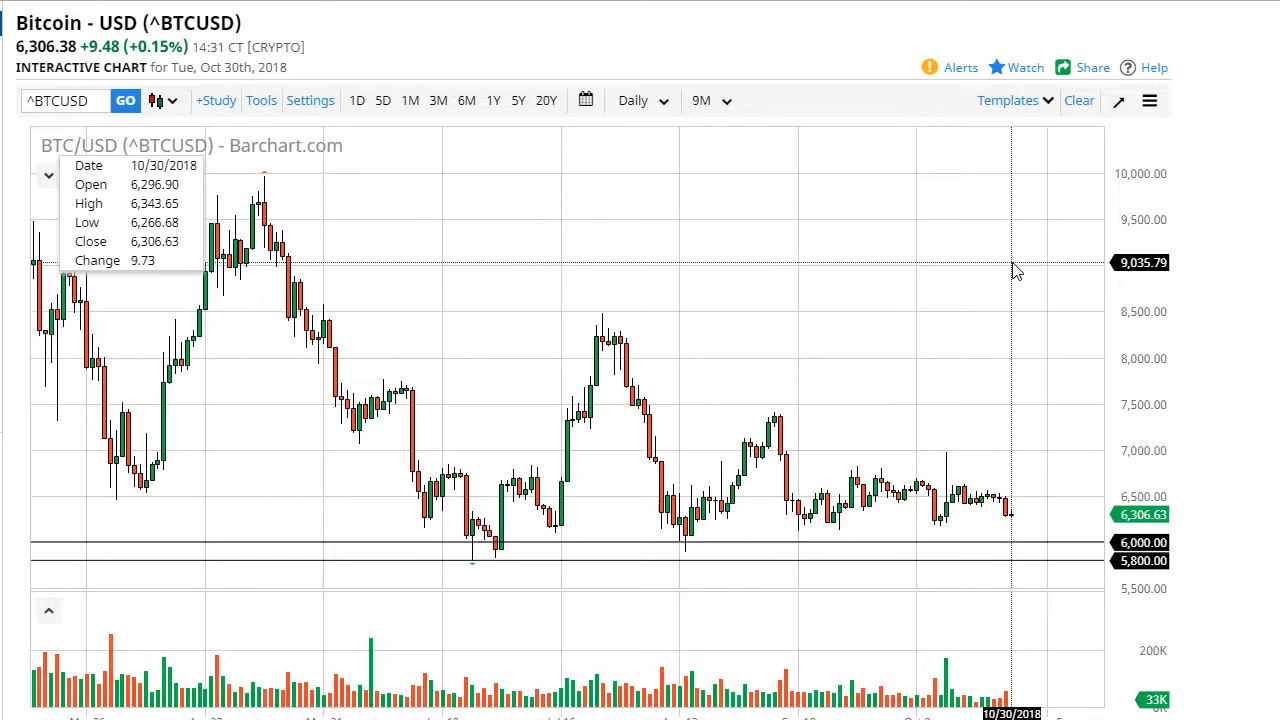 Bitcoin - USD (^BTCUSD)
6,306.38 +9.48 (+0.15%) 14:31 CT [CRYPTO]
INTERACTIVE CHART for Tue, Oct 30th, 2018
Alerts Watch Share Help
^BTCUSD GO +Study Tools Settings 1D 5D 1M 3M 6M 1Y 5Y 20Y Daily 9M Templates Clear
BTC/USD (^BTCUSD) - Barchart.com
Date 10/30/2018
Open 6,296.90
High 6,343.65
Low 6,266.68
Close 6,306.63
Change 9.73
10,000.00
9,500.00
9,035.79
8,500.00
8,000.00
7,500.00
7,000.00
6,500.00
6,306.63
6,000.00
5,800.00
5,500.00
200K
33K
10/30/2018